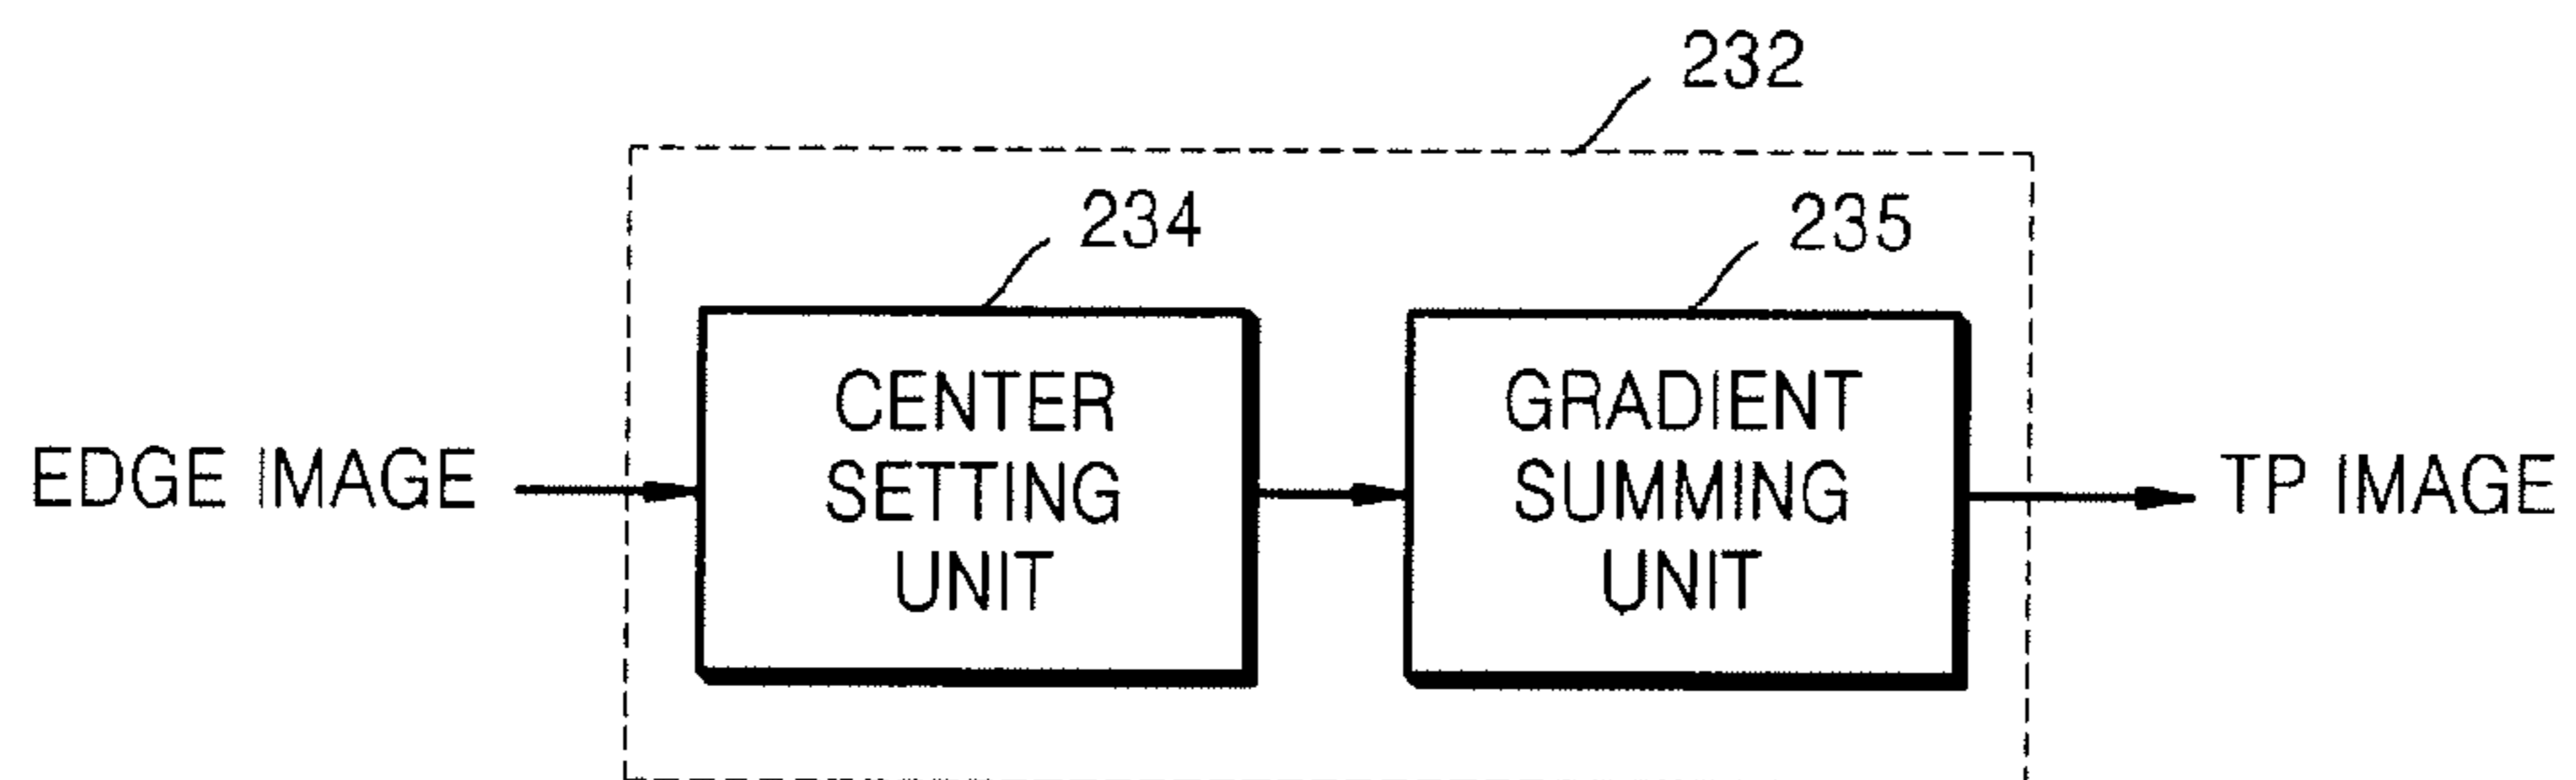 232
234
235
EDGE IMAGE
CENTER
SETTING
UNIT
GRADIENT
SUMMING
UNIT
TP IMAGE